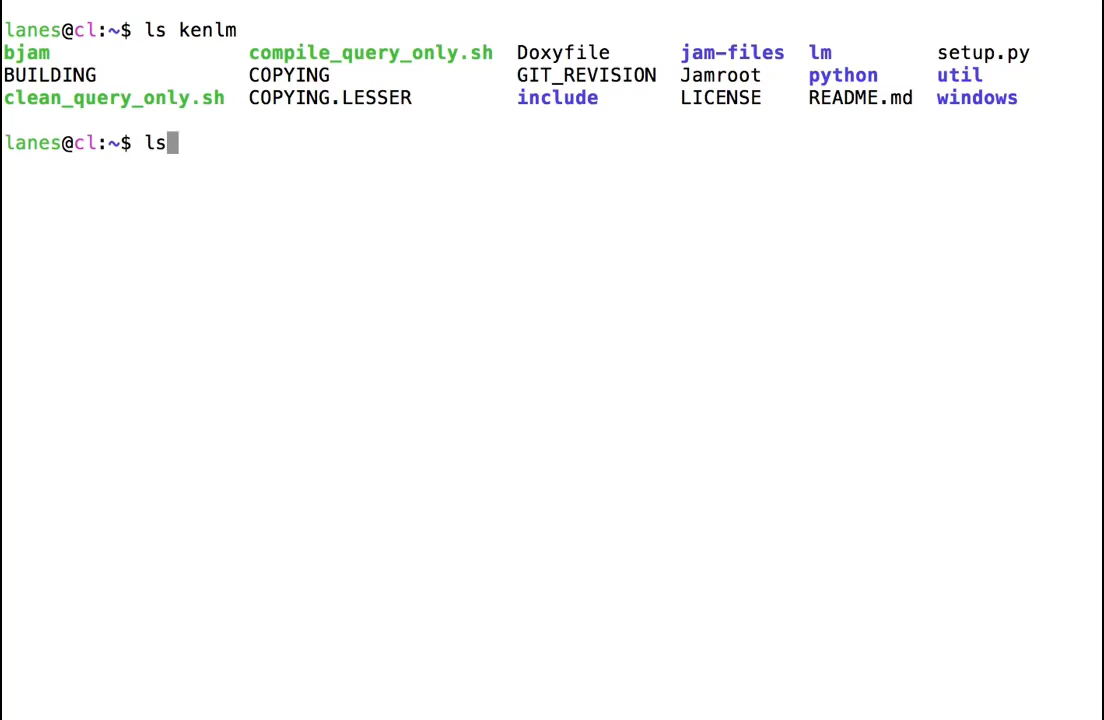 lanes@cl:~$ ls kenlm
bjam compile_query_only.sh Doxyfile jam-files lm setup.py
BUILDING COPYING GIT_REVISION Jamroot python util
clean_query_only.sh COPYING.LESSER include LICENSE README.md windows
lanes@cl:~$ ls